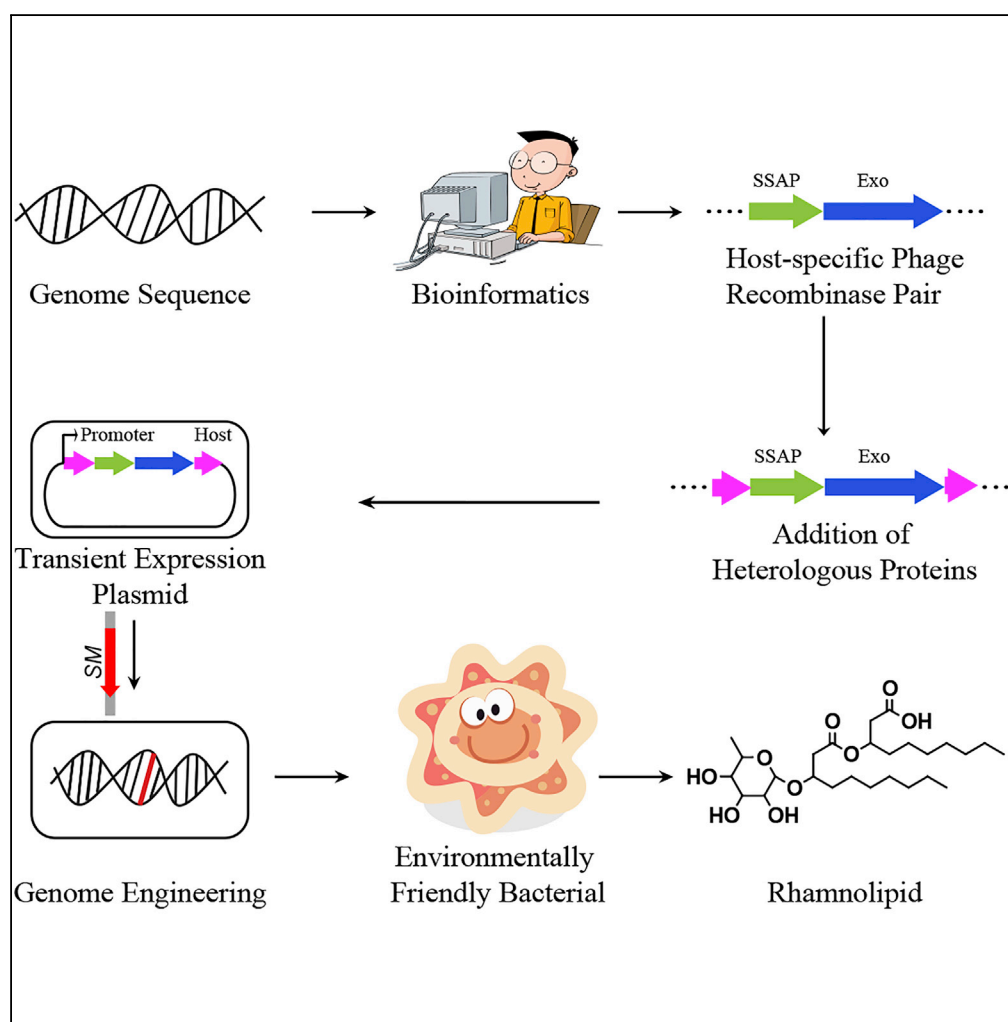 SSAP Exo
Genome Sequence
Bioinformatics
Host-specific Phage
Recombinase Pair
Promoter Host
Transient Expression
Plasmid
SSAP Exo
Addition of
Heterologous Proteins
SM
Genome Engineering
Environmentally
Friendly Bacterial
O
O
OH
O
O
O
HO
HO
OH
Rhamnolipid